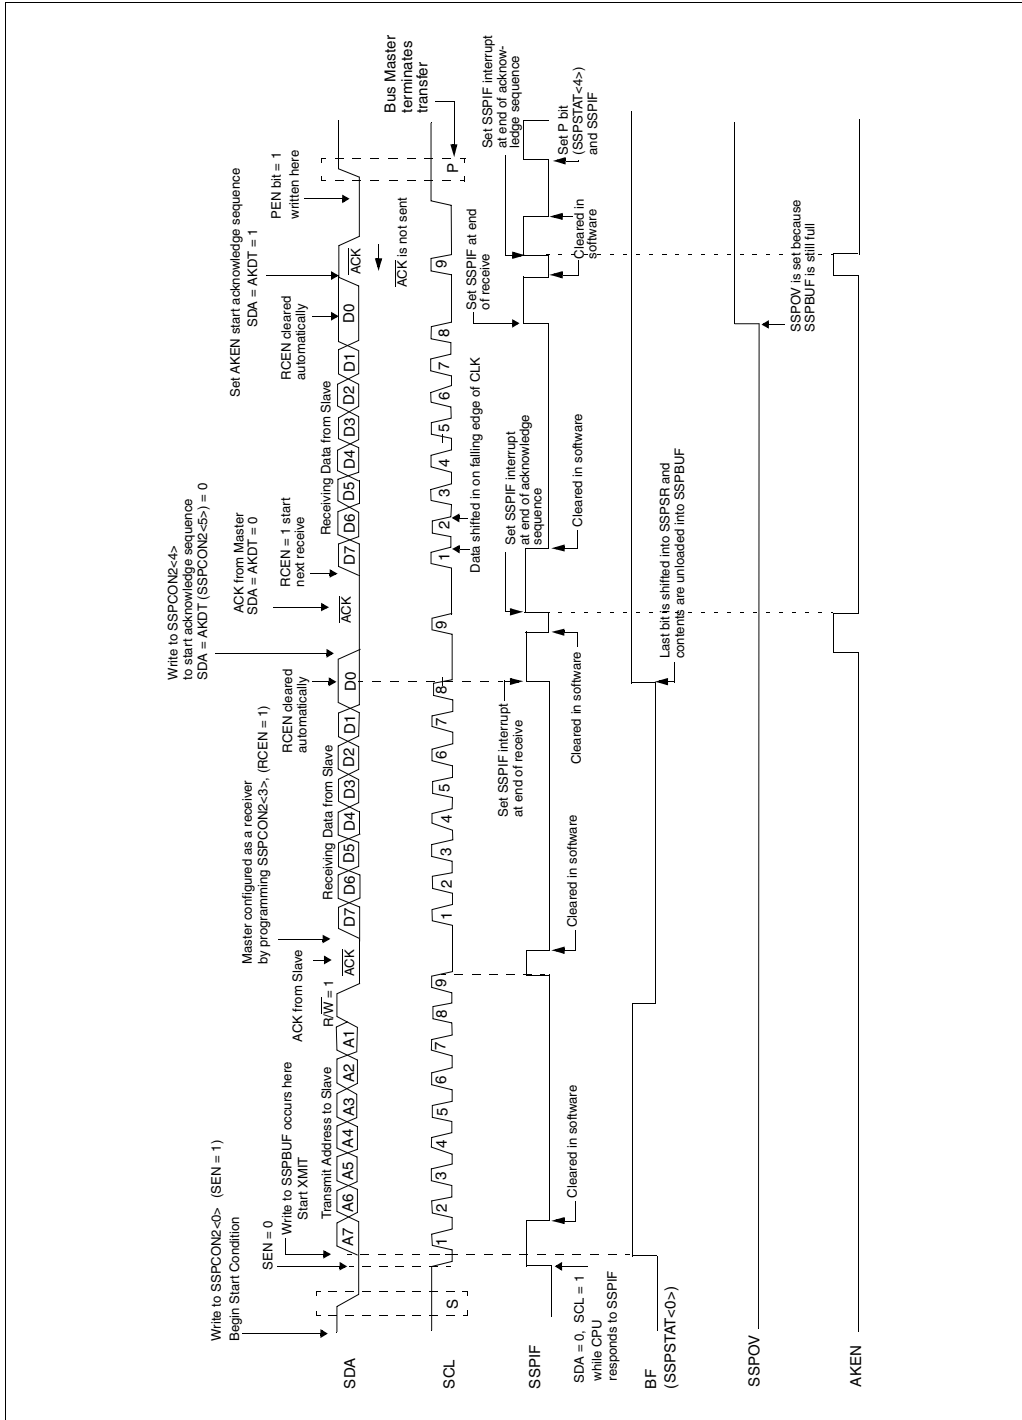 Write to SSPCON2<0> (SEN = 1)
Begin Start Condition
SEN = 0
Write to SSPBUF occurs here
Start XMIT
Transmit Address to Slave
R/W = 1
ACK from Slave
Master configured as a receiver
by programming SSPCON2<3>, (RCEN = 1)
Receiving Data from Slave
RCEN cleared
automatically
Write to SSPCON2<4>
to start acknowledge sequence
SDA = AKDT (SSPCON2<5>) = 0
ACK from Master
SDA = AKDT = 0
RCEN = 1 start
next receive
Receiving Data from Slave
RCEN cleared
automatically
Set AKEN start acknowledge sequence
SDA = AKDT = 1
PEN bit = 1
written here
SDA
A7 A6 A5 A4 A3 A2 A1
ACK
D7 D6 D5 D4 D3 D2 D1 D0
ACK
D7 D6 D5 D4 D3 D2 D1 D0
ACK
ACK is not sent
Bus Master
terminates
transfer
SCL
S
1 2 3 4 5 6 7 8 9
1 2 3 4 5 6 7 8 9
1 2 3 4 5 6 7 8 9
P
Data shifted in on falling edge of CLK
Set SSPIF interrupt
at end of receive
Set SSPIF interrupt
at end of acknowledge
sequence
Set SSPIF at end
of receive
Set SSPIF interrupt
at end of acknow-
ledge sequence
SSPIF
SDA = 0, SCL = 1
while CPU
responds to SSPIF
Cleared in software
Cleared in software
Cleared in software
Cleared in software
Cleared in
software
Set P bit
(SSPSTAT<4>)
and SSPIF
BF
(SSPSTAT<0>)
Last bit is shifted into SSPSR and
contents are unloaded into SSPBUF
SSPOV
SSPOV is set because
SSPBUF is still full
AKEN